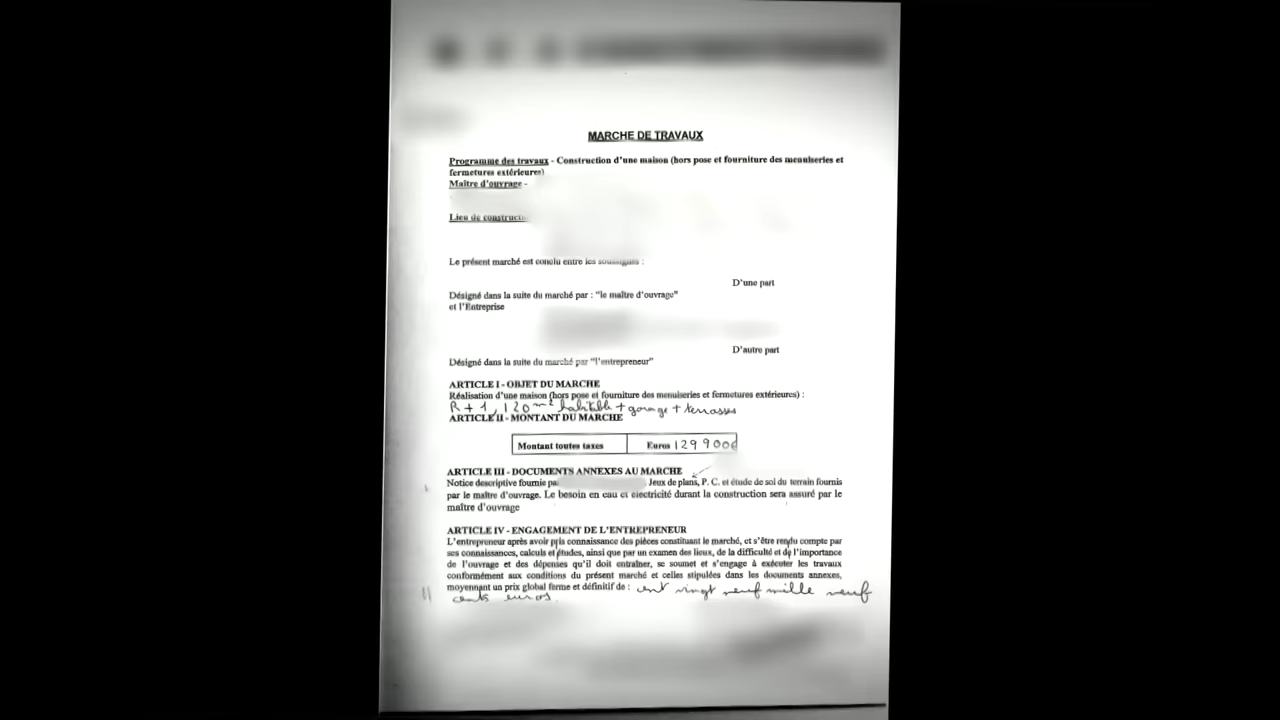 MARCHE DE TRAVAUX
Programme des travaux - Construction d'une maison (hors pose et fourniture des menuiseries et
fermetures extérieures)
Maître d'ouvrage -
Lieu de construct
Le présent marché est conclu entre les soussignés :
D'une part
Désigné dans la suite du marché par : "le maître d'ouvrage"
et l'Entreprise
D'autre part
Désigné dans la suite du marché par "l'entrepreneur"
ARTICLE I - OBJET DU MARCHE
Réalisation d'une maison (hors pose et fourniture des menuiseries et fermetures extérieures) :
R + 1, 120 m² habitable + garage + terrasses
ARTICLE II - MONTANT DU MARCHE
Montant toutes taxes Euros 129900€
ARTICLE III - DOCUMENTS ANNEXES AU MARCHE
Notice descriptive fournie pa Jeux de plans, P. C. et étude de sol du terrain fournis
par le maître d'ouvrage. Le besoin en eau et electricité durant la construction sera assuré par le
maître d'ouvrage
ARTICLE IV - ENGAGEMENT DE L'ENTREPRENEUR
L'entrepreneur après avoir pris connaissance des pièces constituant le marché, et s'être rendu compte par
ses connaissances, calculs et études, ainsi que par un examen des lieux, de la difficulté et de l'importance
de l'ouvrage et des dépenses qu'il doit entraîner, se soumet et s'engage à exécuter les travaux
conformément aux conditions du présent marché et celles stipulées dans les documents annexes,
moyennant un prix global ferme et définitif de : cent vingt neuf mille neuf
cents euros.